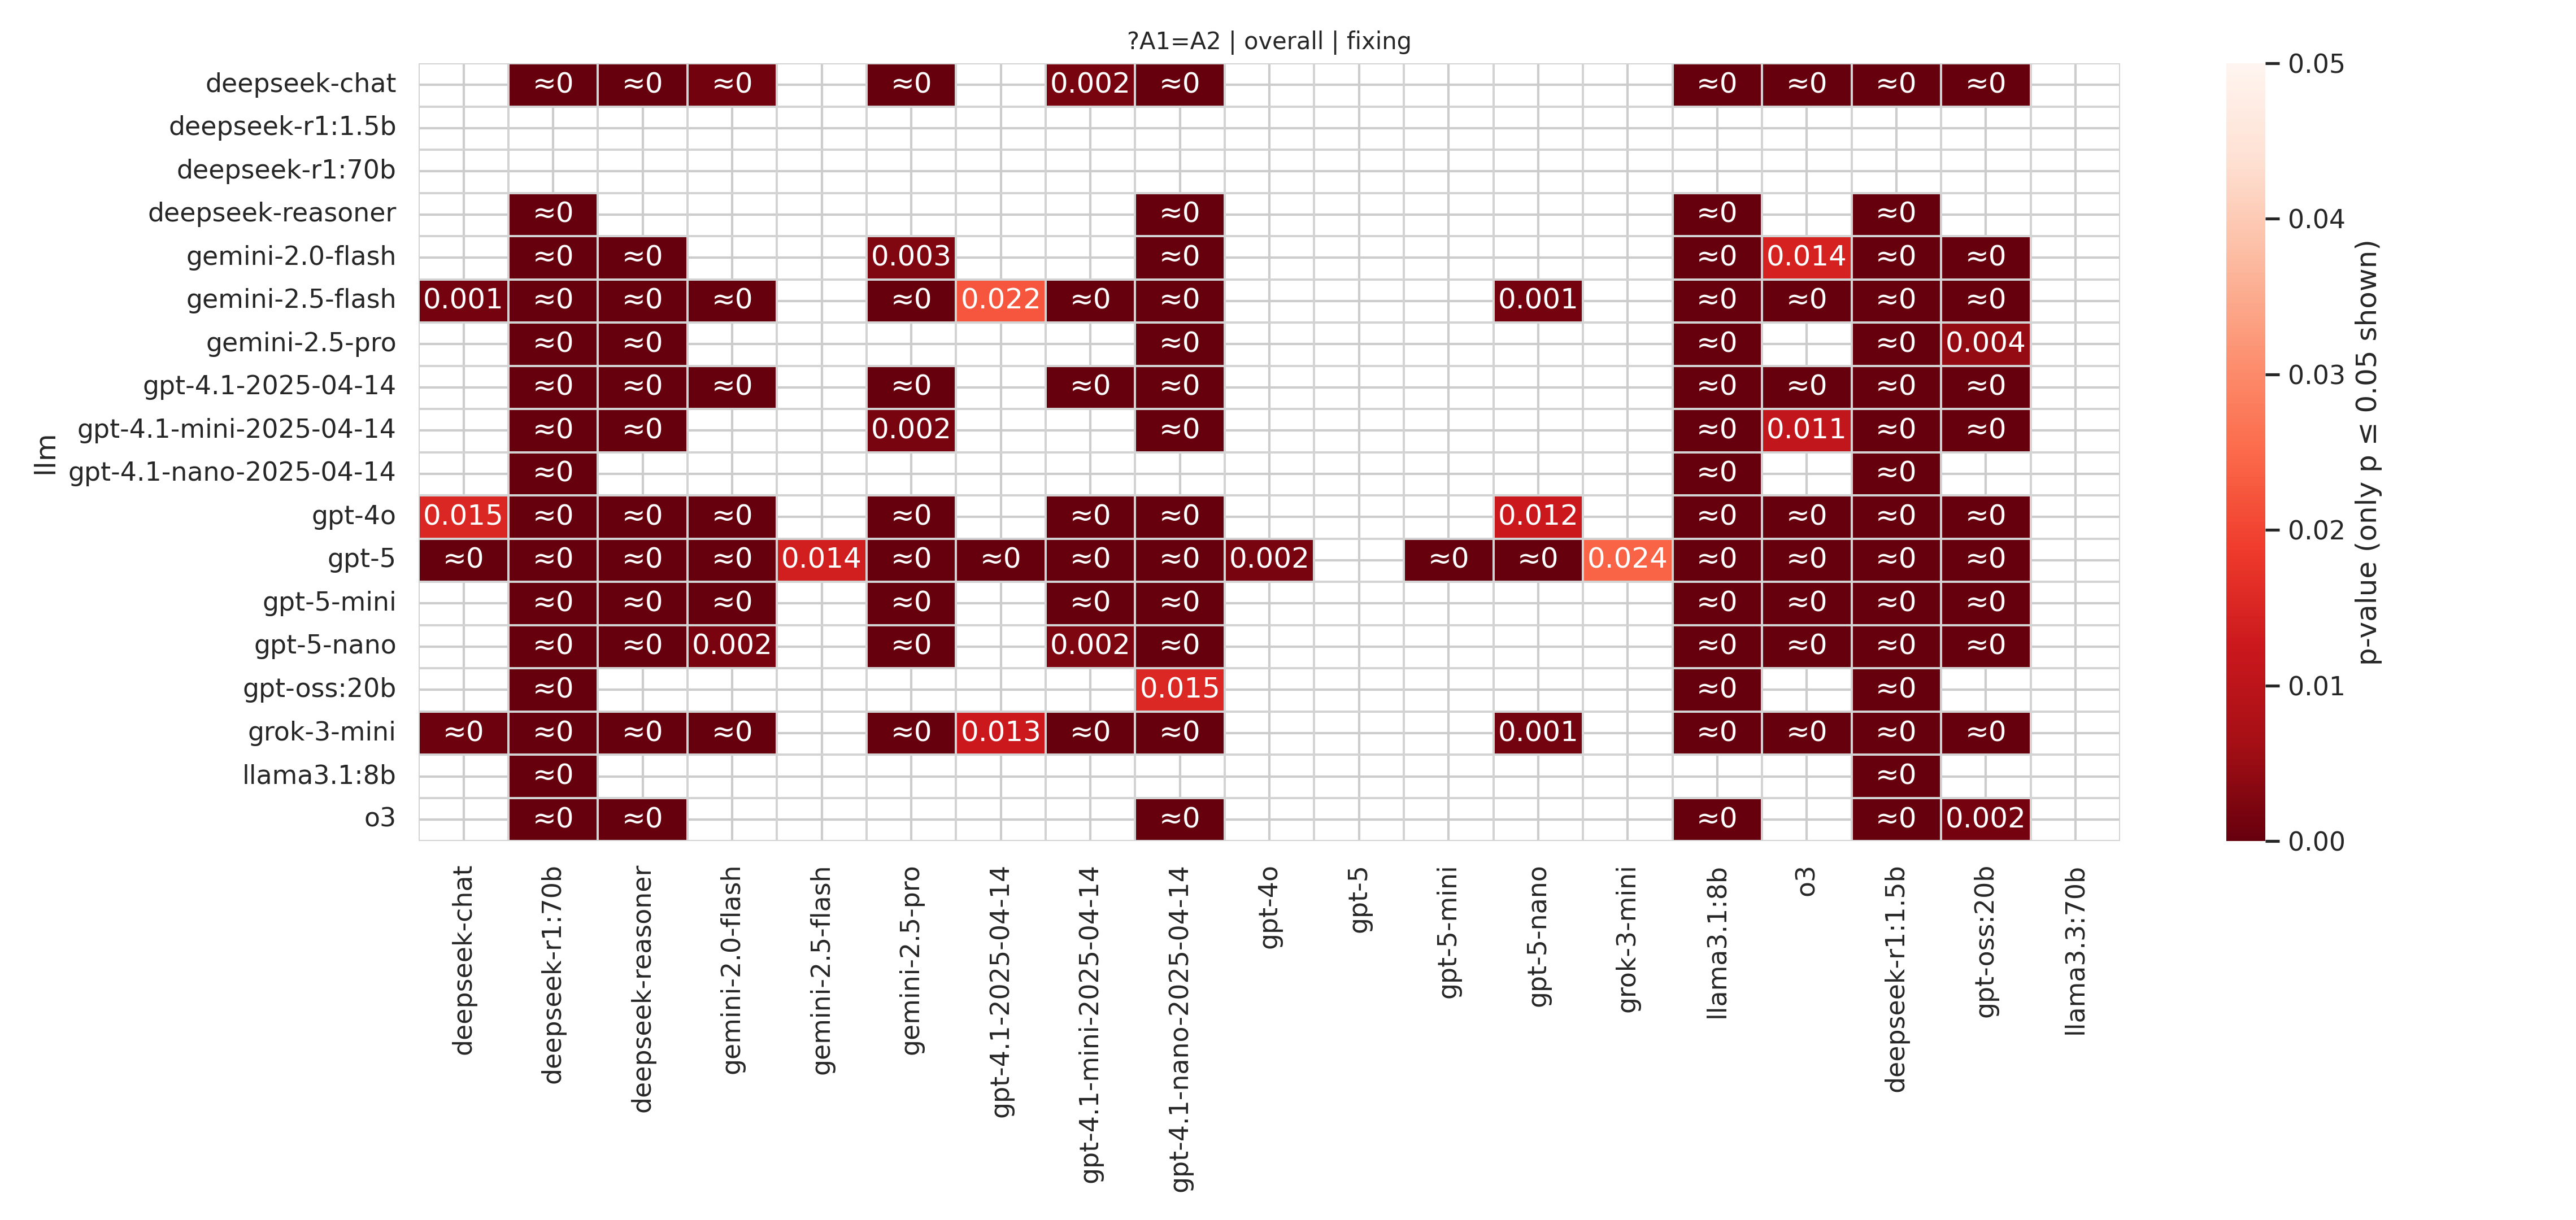 ?A1=A2 | overall | fixing
deepseek-chat ≈0 ≈0 ≈0 ≈0 0.002 ≈0 ≈0 ≈0 ≈0 ≈0
deepseek-r1:1.5b
deepseek-r1:70b
deepseek-reasoner ≈0 ≈0 ≈0 ≈0
gemini-2.0-flash ≈0 ≈0 0.003 ≈0 ≈0 0.014 ≈0 ≈0
gemini-2.5-flash 0.001 ≈0 ≈0 ≈0 ≈0 0.022 ≈0 ≈0 0.001 ≈0 ≈0 ≈0 ≈0
gemini-2.5-pro ≈0 ≈0 ≈0 ≈0 ≈0 0.004
gpt-4.1-2025-04-14 ≈0 ≈0 ≈0 ≈0 ≈0 ≈0 ≈0 ≈0 ≈0 ≈0
gpt-4.1-mini-2025-04-14 ≈0 ≈0 0.002 ≈0 ≈0 0.011 ≈0 ≈0
gpt-4.1-nano-2025-04-14 ≈0 ≈0 ≈0
gpt-4o 0.015 ≈0 ≈0 ≈0 ≈0 ≈0 ≈0 0.012 ≈0 ≈0 ≈0 ≈0
gpt-5 ≈0 ≈0 ≈0 ≈0 0.014 ≈0 ≈0 ≈0 ≈0 0.002 ≈0 ≈0 0.024 ≈0 ≈0 ≈0 ≈0
gpt-5-mini ≈0 ≈0 ≈0 ≈0 ≈0 ≈0 ≈0 ≈0 ≈0 ≈0
gpt-5-nano ≈0 ≈0 0.002 ≈0 0.002 ≈0 ≈0 ≈0 ≈0 ≈0
gpt-oss:20b ≈0 0.015 ≈0 ≈0
grok-3-mini ≈0 ≈0 ≈0 ≈0 ≈0 0.013 ≈0 ≈0 0.001 ≈0 ≈0 ≈0 ≈0
llama3.1:8b ≈0 ≈0
o3 ≈0 ≈0 ≈0 ≈0 ≈0 0.002
llm
deepseek-chat
deepseek-r1:70b
deepseek-reasoner
gemini-2.0-flash
gemini-2.5-flash
gemini-2.5-pro
gpt-4.1-2025-04-14
gpt-4.1-mini-2025-04-14
gpt-4.1-nano-2025-04-14
gpt-4o
gpt-5
gpt-5-mini
gpt-5-nano
grok-3-mini
llama3.1:8b
o3
deepseek-r1:1.5b
gpt-oss:20b
llama3.3:70b
0.05
0.04
0.03
0.02
0.01
0.00
p-value (only p ≤ 0.05 shown)